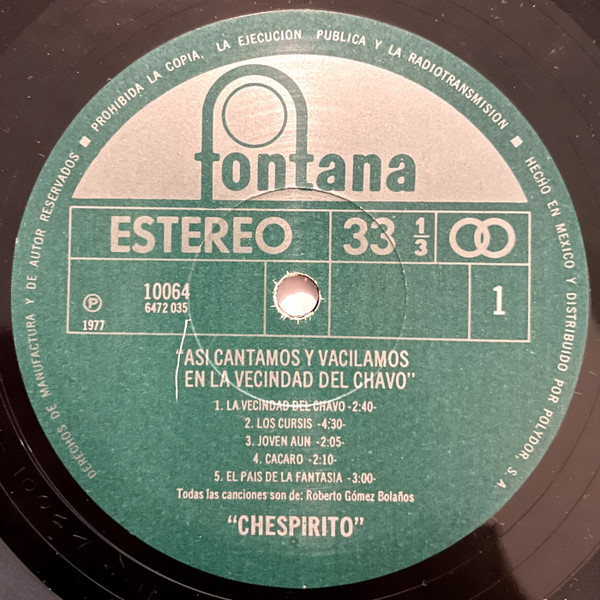 DERECHOS DE MANUFACTURA Y DE AUTOR RESERVADOS ■ PROHIBIDA LA COPIA, LA EJECUCION PUBLICA Y LA RADIOTRANSMISION ■ HECHO EN MEXICO Y DISTRIBUIDO POR POLYDOR, S.A.
fontana
ESTEREO 33 1/3
10064
6472 035
℗
1977
1
"ASI CANTAMOS Y VACILAMOS
EN LA VECINDAD DEL CHAVO"
1. LA VECINDAD DEL CHAVO -2:40-
2. LOS CURSIS -4:30-
3. JOVEN AUN -2:05-
4. CACARO -2:10-
5. EL PAIS DE LA FANTASIA -3:00-
Todas las canciones son de: Roberto Gómez Bolaños
"CHESPIRITO"